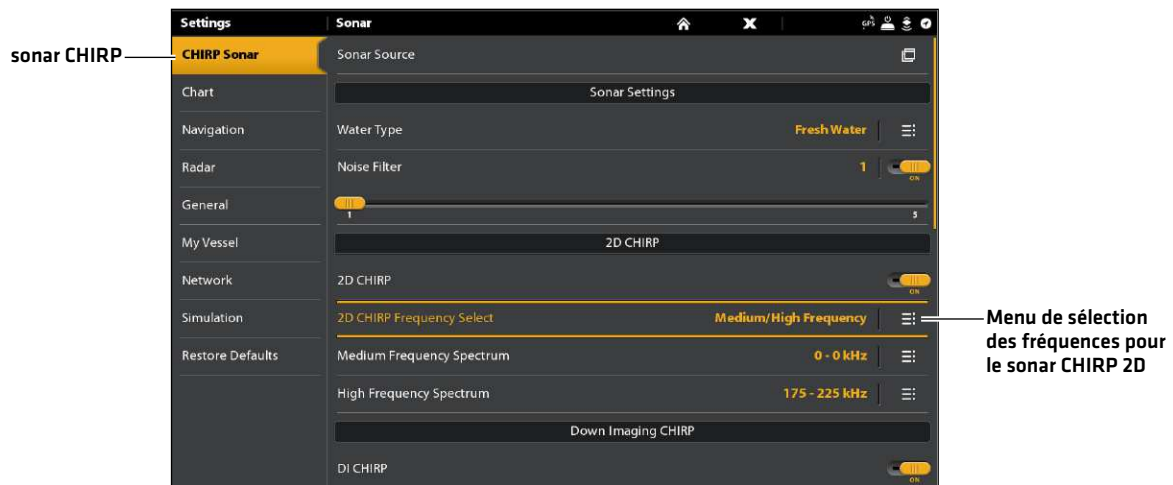 Settings
Sonar
GPS
sonar CHIRP
CHIRP Sonar
Sonar Source
Chart
Sonar Settings
Navigation
Water Type
Fresh Water
Radar
Noise Filter
1
ON
General
1
5
My Vessel
2D CHIRP
Network
2D CHIRP
ON
Simulation
2D CHIRP Frequency Select
Medium/High Frequency
Menu de sélection
des fréquences pour
le sonar CHIRP 2D
Restore Defaults
Medium Frequency Spectrum
0 - 0 kHz
High Frequency Spectrum
175 - 225 kHz
Down Imaging CHIRP
DI CHIRP
ON